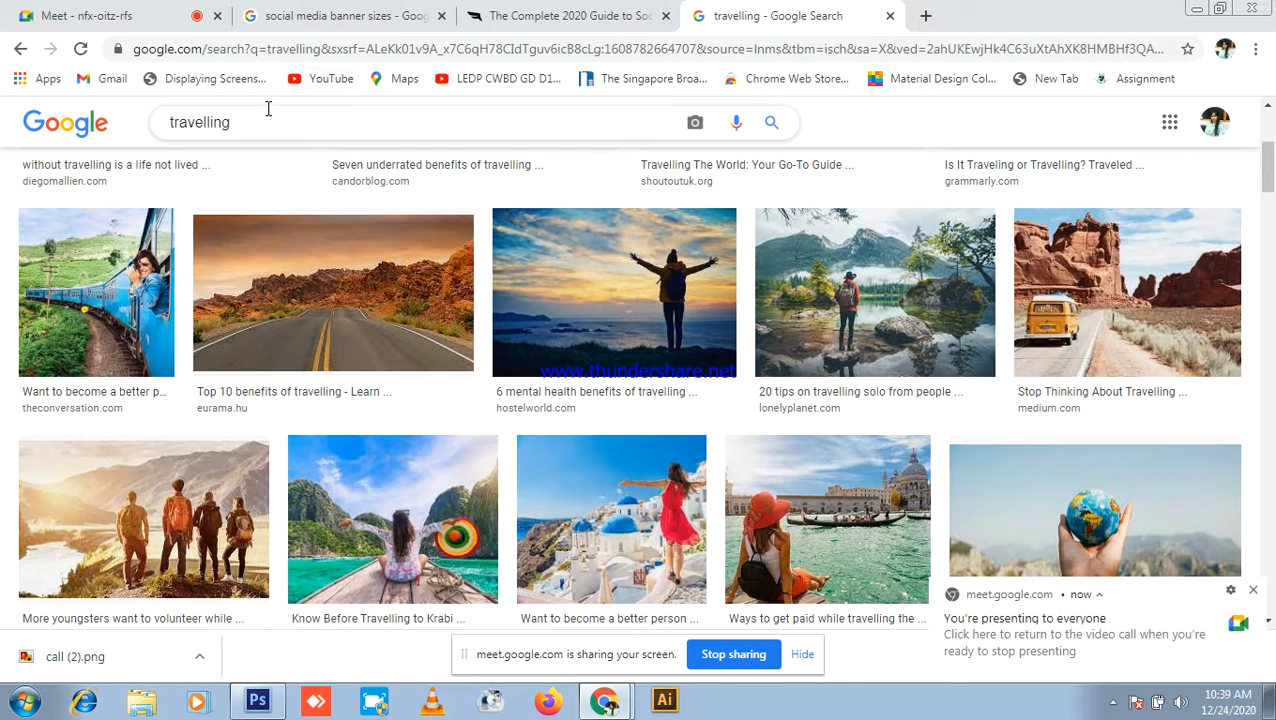 Meet - nfx-oitz-rfs
social media banner sizes - Goog
The Complete 2020 Guide to Soc
travelling - Google Search
google.com/search?q=travelling&sxsrf=ALeKk01v9A_x7C6qH78CIdTguv6icB8cLg:1608782664707&source=lnms&tbm=isch&sa=X&ved=2ahUKEwjHk4C63uXtAhXK8HMBHf3QA...
Apps
Gmail
Displaying Screens...
YouTube
Maps
LEDP CWBD GD D1...
The Singapore Broa...
Chrome Web Store...
Material Design Col...
New Tab
Assignment
Google
travelling
without travelling is a life not lived ...
diegomallien.com
Seven underrated benefits of travelling ...
candorblog.com
Travelling The World: Your Go-To Guide ...
shoutoutuk.org
Is It Traveling or Travelling? Traveled ...
grammarly.com
www.thundershare.net
Want to become a better p...
theconversation.com
Top 10 benefits of travelling - Learn ...
eurama.hu
6 mental health benefits of travelling ...
hostelworld.com
20 tips on travelling solo from people ...
lonelyplanet.com
Stop Thinking About Travelling ...
medium.com
More youngsters want to volunteer while ...
Know Before Travelling to Krabi ...
Want to become a better person ...
Ways to get paid while travelling the ...
meet.google.com • now
You're presenting to everyone
Click here to return to the video call when you're
ready to stop presenting
call (2).png
meet.google.com is sharing your screen.
Stop sharing
Hide
Ps
Ai
10:39 AM
12/24/2020